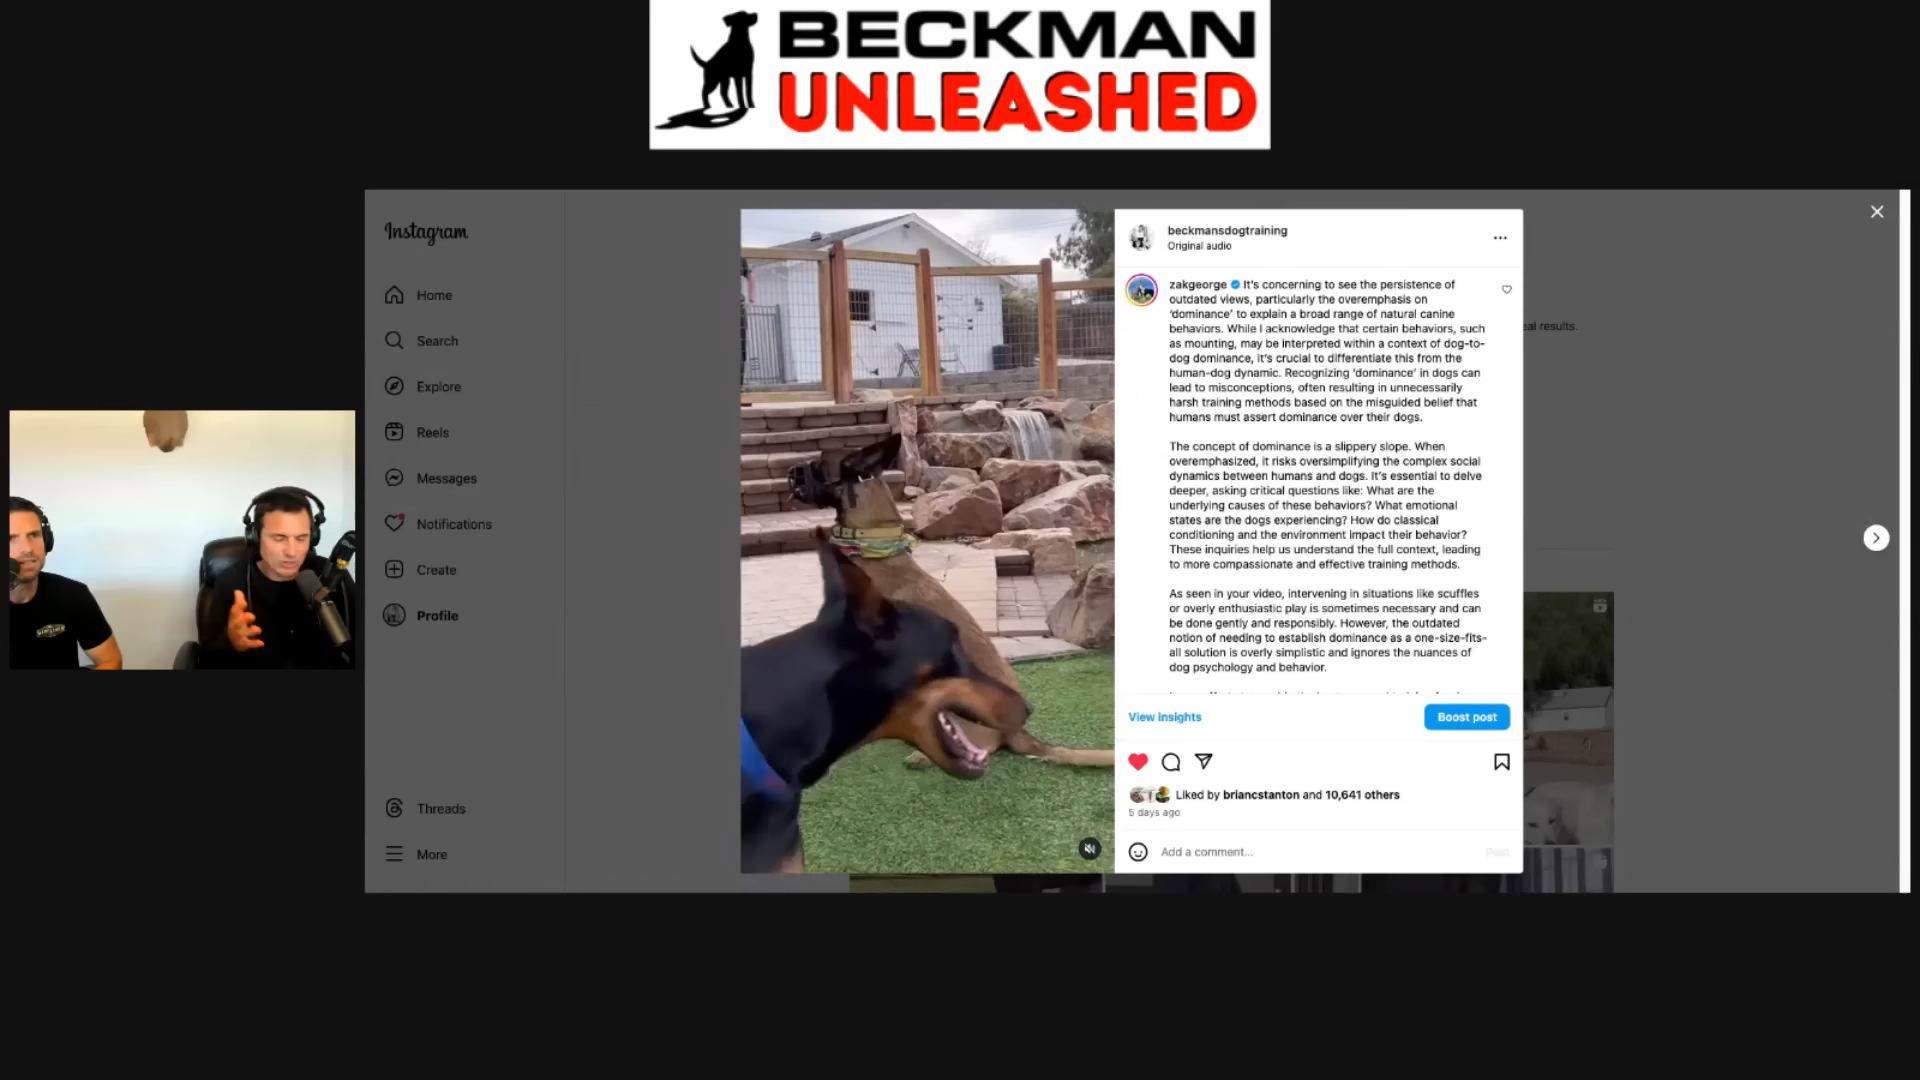 BECKMAN
UNLEASHED
Instagram
Home
Search
Explore
Reels
Messages
Notifications
Create
Profile
Threads
More
beckmansdogtraining
Original audio
zakgeorge It's concerning to see the persistence of
outdated views, particularly the overemphasis on
'dominance' to explain a broad range of natural canine
behaviors. While I acknowledge that certain behaviors, such
as mounting, may be interpreted within a context of dog-to-
dog dominance, it's crucial to differentiate this from the
human-dog dynamic. Recognizing 'dominance' in dogs can
lead to misconceptions, often resulting in unnecessarily
harsh training methods based on the misguided belief that
humans must assert dominance over their dogs.
The concept of dominance is a slippery slope. When
overemphasized, it risks oversimplifying the complex social
dynamics between humans and dogs. It's essential to delve
deeper, asking critical questions like: What are the
underlying causes of these behaviors? What emotional
states are the dogs experiencing? How do classical
conditioning and the environment impact their behavior?
These inquiries help us understand the full context, leading
to more compassionate and effective training methods.
As seen in your video, intervening in situations like scuffles
or overly enthusiastic play is sometimes necessary and can
be done gently and responsibly. However, the outdated
notion of needing to establish dominance as a one-size-fits-
all solution is overly simplistic and ignores the nuances of
dog psychology and behavior.
View insights
Boost post
Liked by briancstanton and 10,641 others
5 days ago
Add a comment...
Post
eal results.